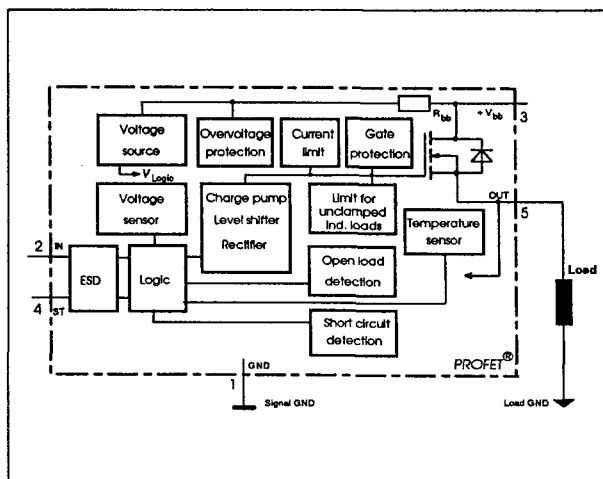 R bb
+ V bb
3
Voltage
source
Overvoltage
protection
Current
limit
Gate
protection
V Logic
Voltage
sensor
Charge pump
Level shifter
Rectifier
Limit for
unclamped
ind. loads
OUT
5
Temperature
sensor
2
IN
ESD
Logic
Open load
detection
Load
4
ST
Short circuit
detection
PROFET®
GND
1
Signal GND
Load GND